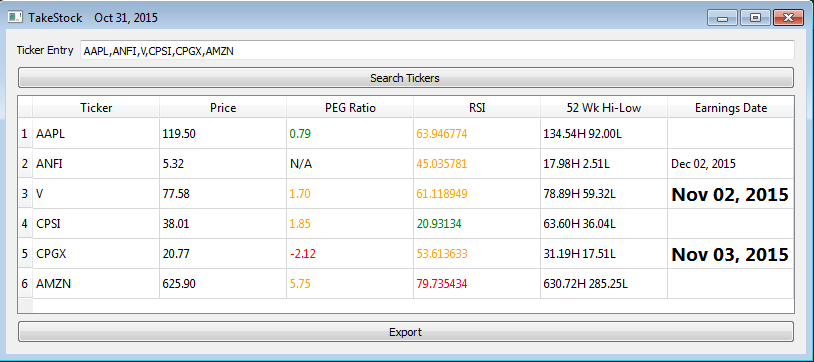 TakeStock Oct 31, 2015
Ticker Entry AAPL,ANFI,V,CPSI,CPGX,AMZN
Search Tickers
Ticker Price PEG Ratio RSI 52 Wk Hi-Low Earnings Date
1 AAPL 119.50 0.79 63.946774 134.54H 92.00L
2 ANFI 5.32 N/A 45.035781 17.98H 2.51L Dec 02, 2015
3 V 77.58 1.70 61.118949 78.89H 59.32L Nov 02, 2015
4 CPSI 38.01 1.85 20.93134 63.60H 36.04L
5 CPGX 20.77 -2.12 53.613633 31.19H 17.51L Nov 03, 2015
6 AMZN 625.90 5.75 79.735434 630.72H 285.25L
Export